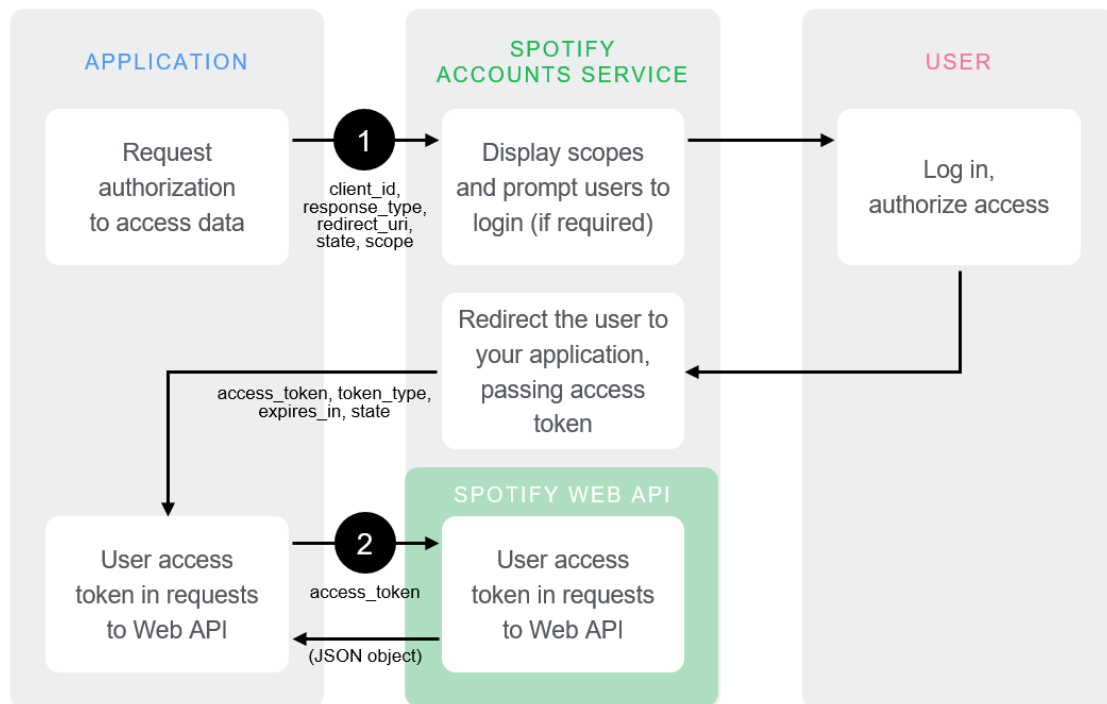 APPLICATION
SPOTIFY
ACCOUNTS SERVICE
USER
Request
authorization
to access data
1
client_id,
response_type,
redirect_uri,
state, scope
Display scopes
and prompt users to
login (if required)
Log in,
authorize access
Redirect the user to
your application,
passing access
token
access_token, token_type,
expires_in, state
SPOTIFY WEB API
User access
token in requests
to Web API
2
access_token
(JSON object)
User access
token in requests
to Web API